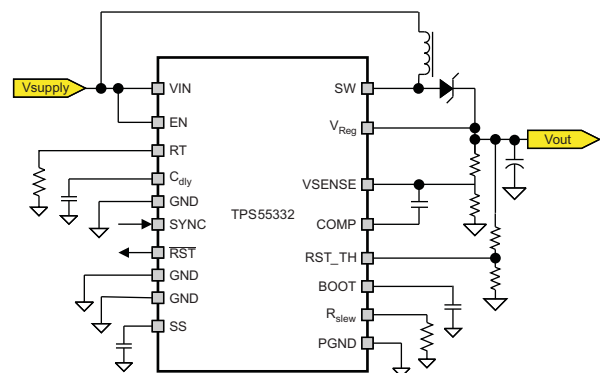 Vsupply
VIN
EN
RT
Cdly
GND
SYNC
RST
GND
GND
SS
TPS55332
SW
VReg
VSENSE
COMP
RST_TH
BOOT
Rslew
PGND
Vout